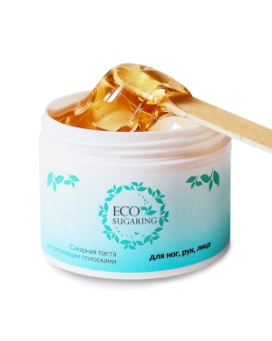 ECO
SUGARING
Сахарная паста
для депиляции полосками
для ног, рук, лица